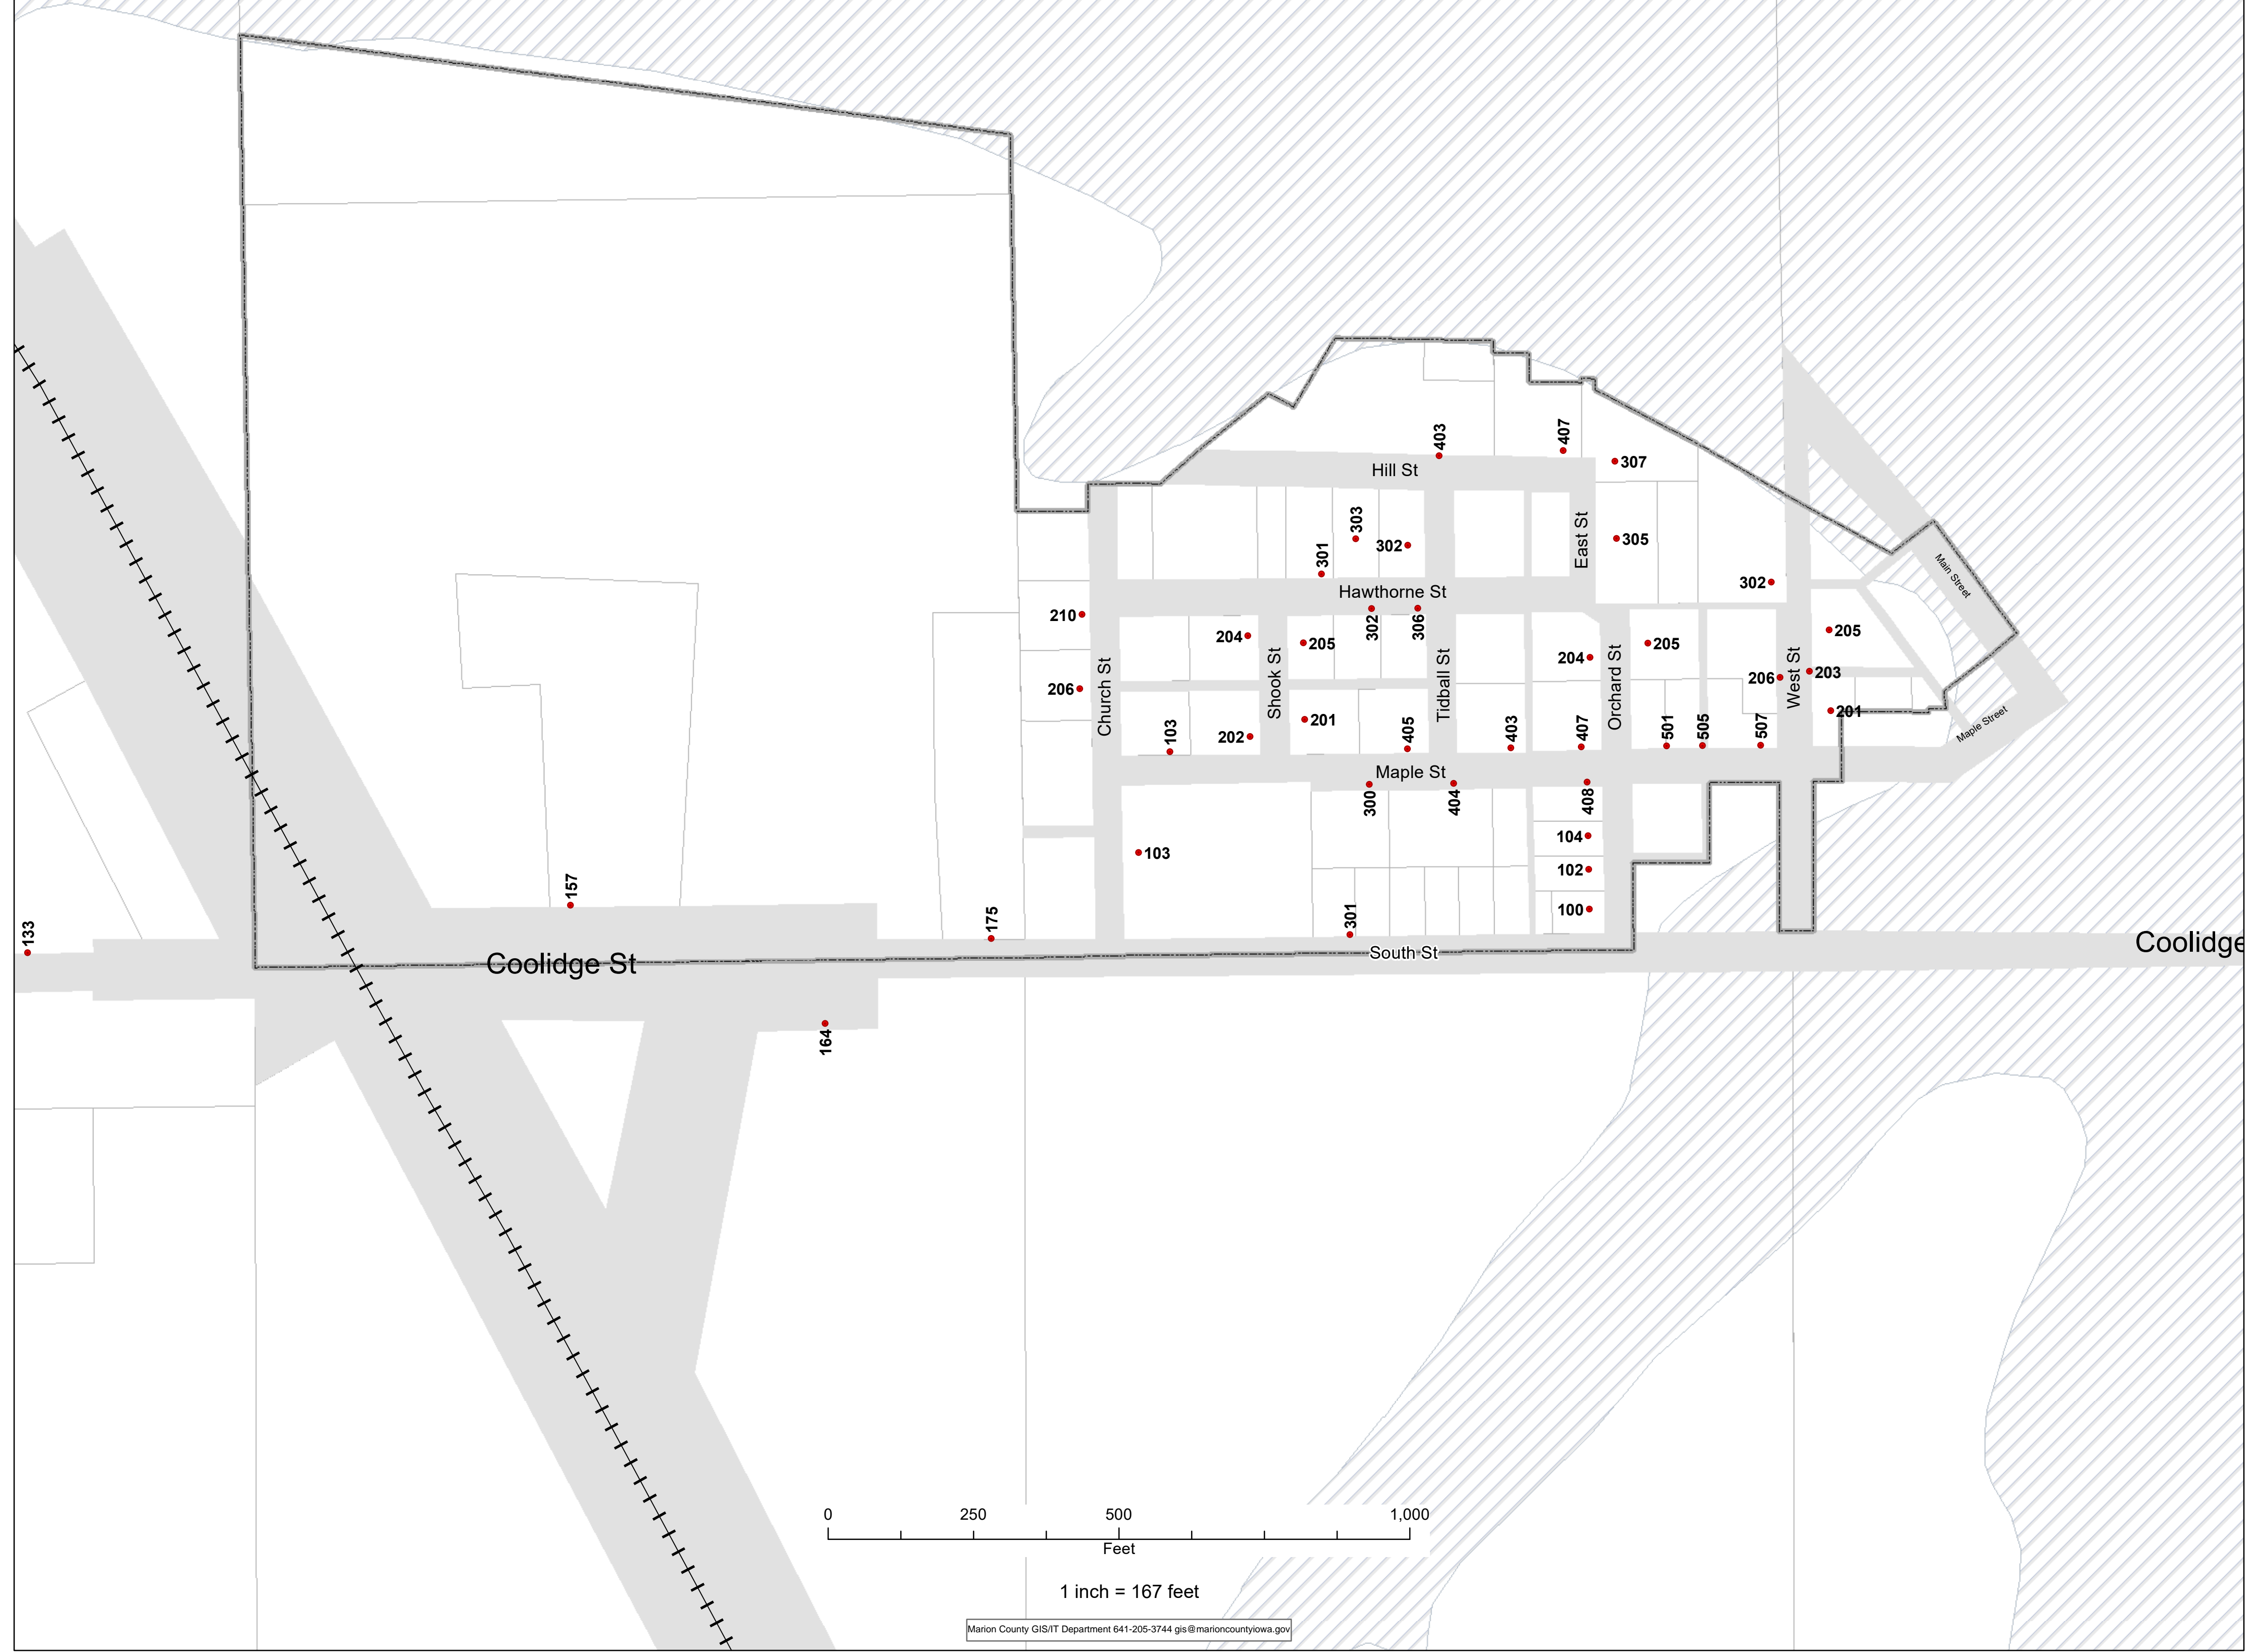 403
407
Hill St
307
303
301
302
East St
305
Hawthorne St
302
Main Street
210
204
205
302
306
204
205
205
Church St
Shook St
Tidball St
Orchard St
West St
206
206
203
201
201
103
202
405
403
407
501
505
507
Maple Street
Maple St
300
404
408
103
104
102
157
100
133
175
301
Coolidge St
South St
Coolidge
164
0 250 500 1,000
Feet
1 inch = 167 feet
Marion County GIS/IT Department 641-205-3744 gis@marioncountyiowa.gov